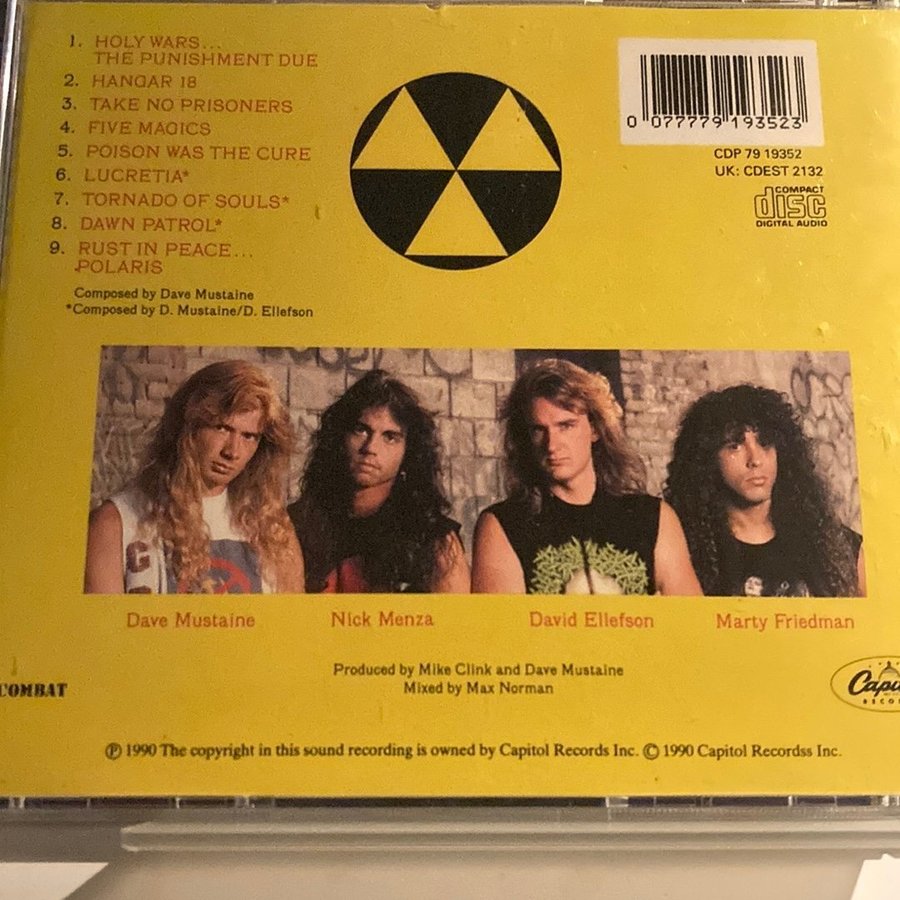 1. HOLY WARS...
THE PUNISHMENT DUE
2. HANGAR 18
3. TAKE NO PRISONERS
4. FIVE MAGICS
5. POISON WAS THE CURE
6. LUCRETIA*
7. TORNADO OF SOULS*
8. DAWN PATROL*
9. RUST IN PEACE...
POLARIS
Composed by Dave Mustaine
*Composed by D. Mustaine/D. Ellefson
0 077779 193523
CDP 79 19352
UK: CDEST 2132
COMPACT
disc
DIGITAL AUDIO
Dave Mustaine Nick Menza David Ellefson Marty Friedman
Produced by Mike Clink and Dave Mustaine
Mixed by Max Norman
COMBAT
℗ 1990 The copyright in this sound recording is owned by Capitol Records Inc. © 1990 Capitol Recordss Inc.